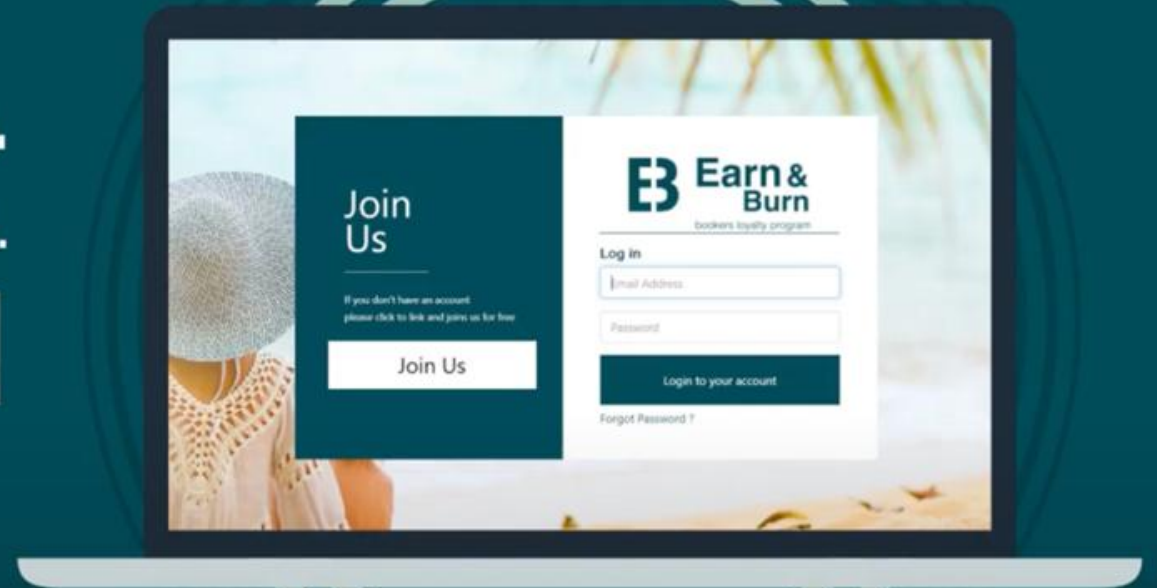 Join
Us
If you don't have an account
please click to link and joins us for free
Join Us
Earn &
Burn
bookers loyalty program
Log in
Email Address
Password
Login to your account
Forgot Password ?